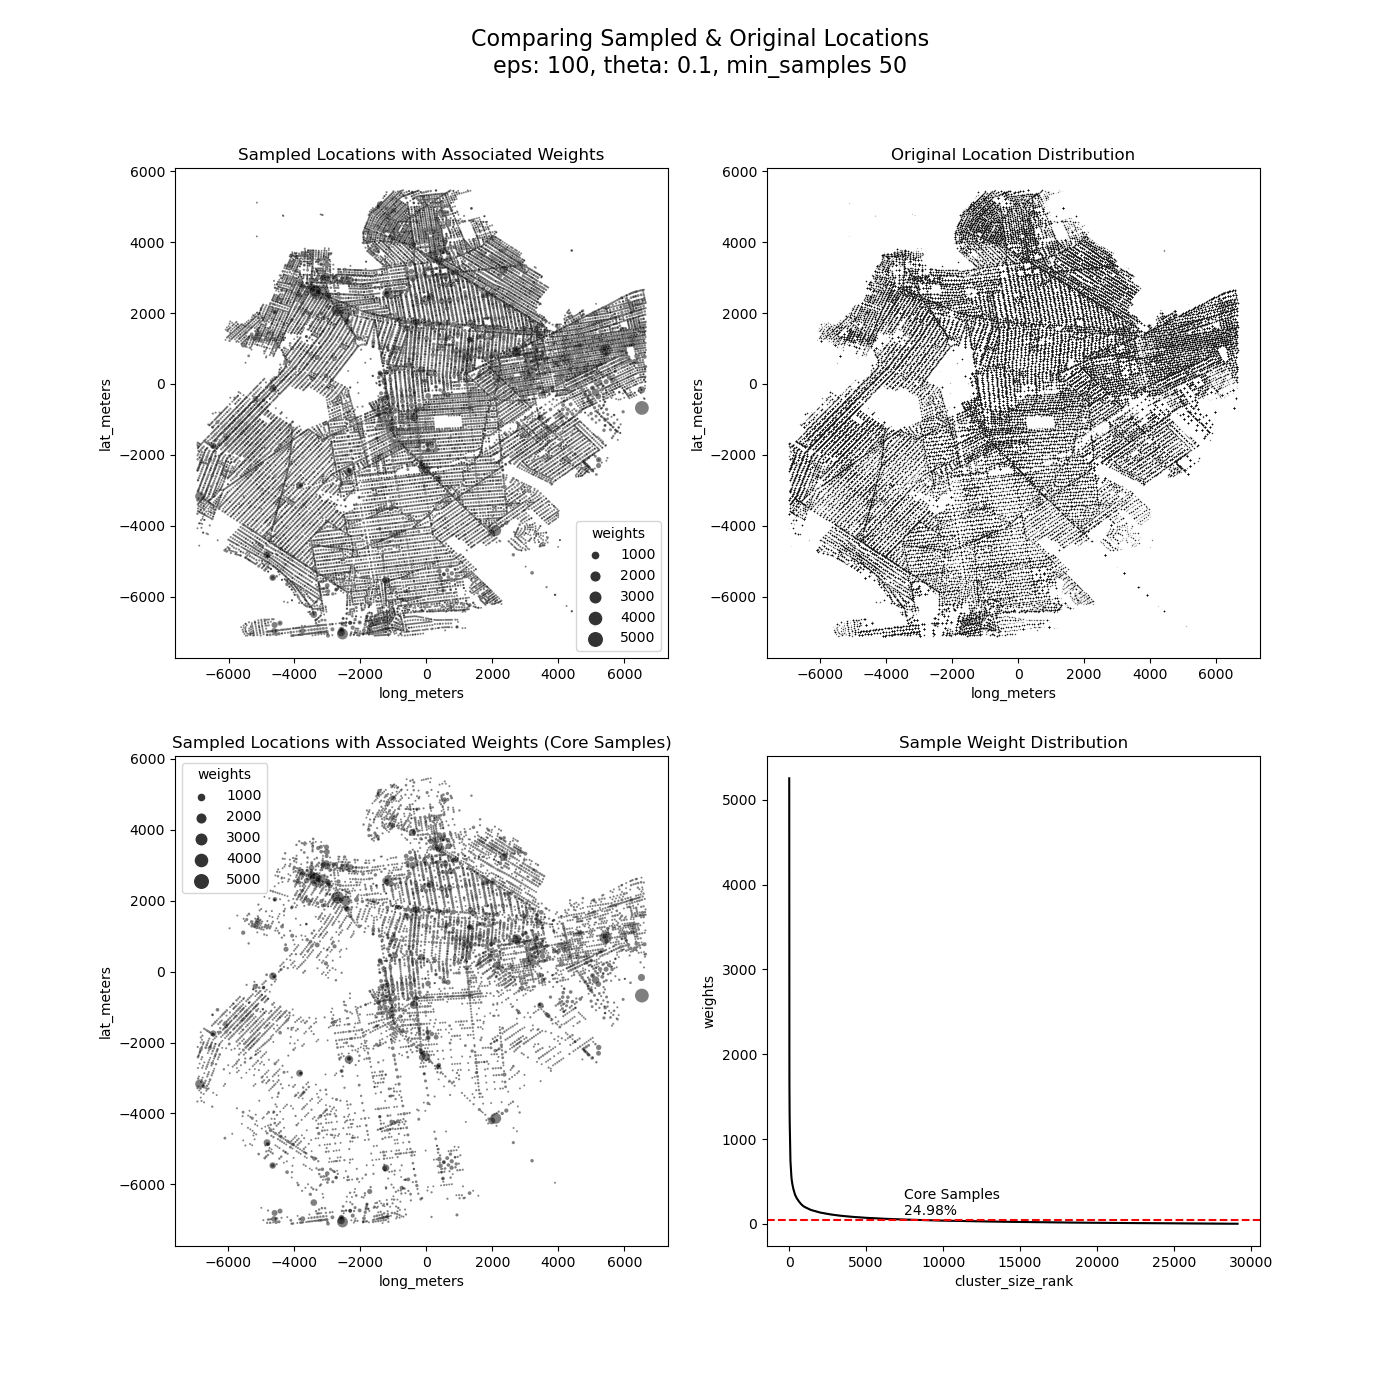 Comparing Sampled & Original Locations
eps: 100, theta: 0.1, min_samples 50
Sampled Locations with Associated Weights
6000
4000
2000
0
−2000
−4000
−6000
lat_meters
weights
1000
2000
3000
4000
5000
−6000 −4000 −2000 0 2000 4000 6000
long_meters
Original Location Distribution
6000
4000
2000
0
−2000
−4000
−6000
lat_meters
−6000 −4000 −2000 0 2000 4000 6000
long_meters
Sampled Locations with Associated Weights (Core Samples)
6000
4000
2000
0
−2000
−4000
−6000
lat_meters
weights
1000
2000
3000
4000
5000
−6000 −4000 −2000 0 2000 4000 6000
long_meters
Sample Weight Distribution
5000
4000
3000
2000
1000
0
weights
Core Samples
24.98%
0 5000 10000 15000 20000 25000 30000
cluster_size_rank